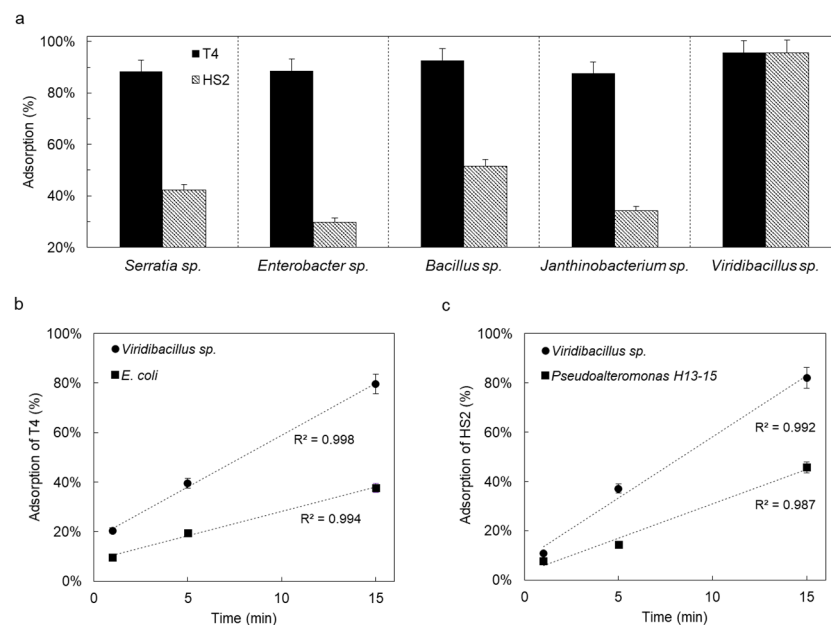 a
100%
80%
60%
40%
20%
Adsorption (%)
T4
HS2
Serratia sp.
Enterobacter sp.
Bacillus sp.
Janthinobacterium sp.
Viridibacillus sp.
b
100%
80%
60%
40%
20%
0%
Adsorption of T4 (%)
Viridibacillus sp.
E. coli
R² = 0.998
R² = 0.994
0
5
10
15
Time (min)
c
100%
80%
60%
40%
20%
0%
Adsorption of HS2 (%)
Viridibacillus sp.
Pseudoalteromonas H13-15
R² = 0.992
R² = 0.987
0
5
10
15
Time (min)